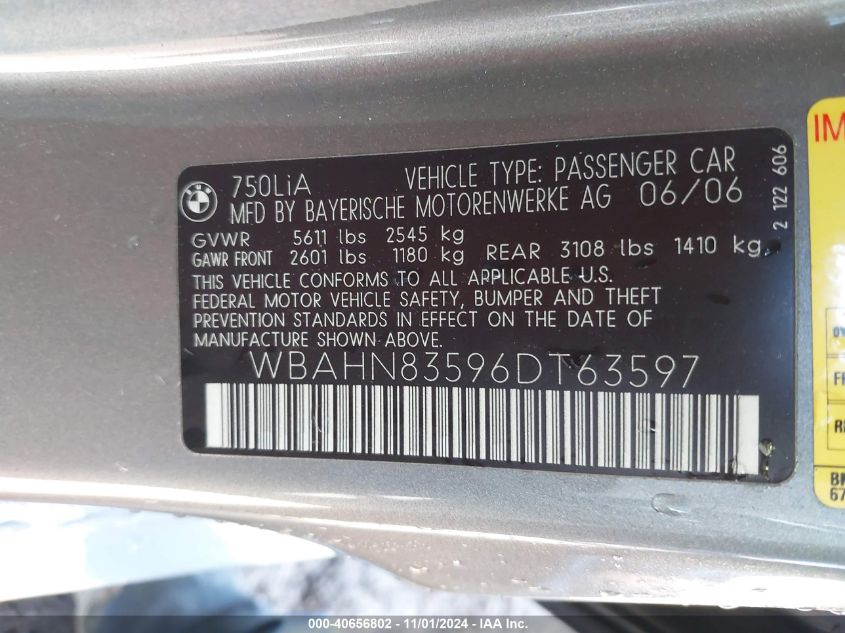 BMW
750LiA VEHICLE TYPE: PASSENGER CAR
MFD BY BAYERISCHE MOTORENWERKE AG 06/06
GVWR 5611 lbs 2545 kg
GAWR FRONT 2601 lbs 1180 kg REAR 3108 lbs 1410 kg
THIS VEHICLE CONFORMS TO ALL APPLICABLE U.S.
FEDERAL MOTOR VEHICLE SAFETY, BUMPER AND THEFT
PREVENTION STANDARDS IN EFFECT ON THE DATE OF
MANUFACTURE SHOWN ABOVE.
WBAHN83596DT63597
2 122 606
000-40656802 - 11/01/2024 - IAA Inc.